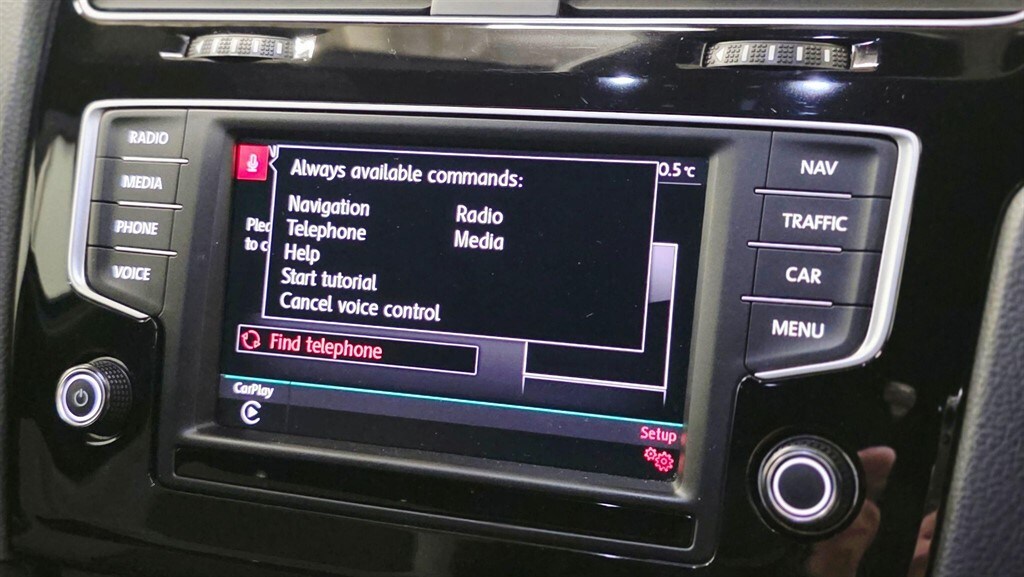 RADIO
MEDIA
PHONE
VOICE
NAV
TRAFFIC
CAR
MENU
Always available commands:
0.5 °C
Navigation Radio
Telephone Media
Help
Start tutorial
Cancel voice control
to c
Find telephone
CarPlay
Setup